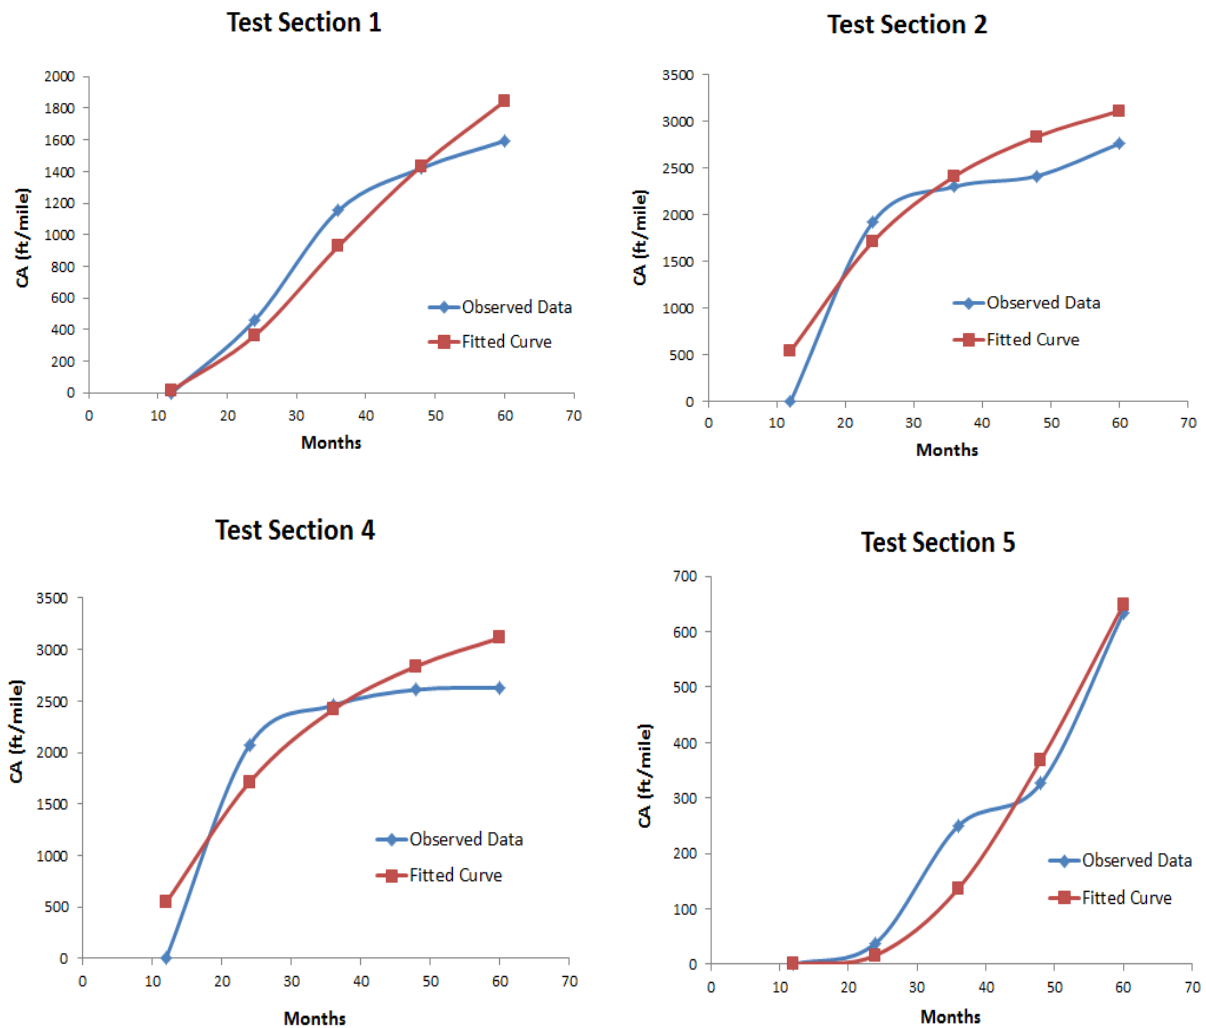 Test Section 1
2000
1800
1600
1400
1200
1000
800
600
400
200
0
CA (ft/mile)
Observed Data
Fitted Curve
0 10 20 30 40 50 60 70
Months
Test Section 2
3500
3000
2500
2000
1500
1000
500
0
CA (ft/mile)
Observed Data
Fitted Curve
0 10 20 30 40 50 60 70
Months
Test Section 4
3500
3000
2500
2000
1500
1000
500
0
CA (ft/mile)
Observed Data
Fitted Curve
0 10 20 30 40 50 60 70
Months
Test Section 5
700
600
500
400
300
200
100
0
CA (ft/mile)
Observed Data
Fitted Curve
0 10 20 30 40 50 60 70
Months